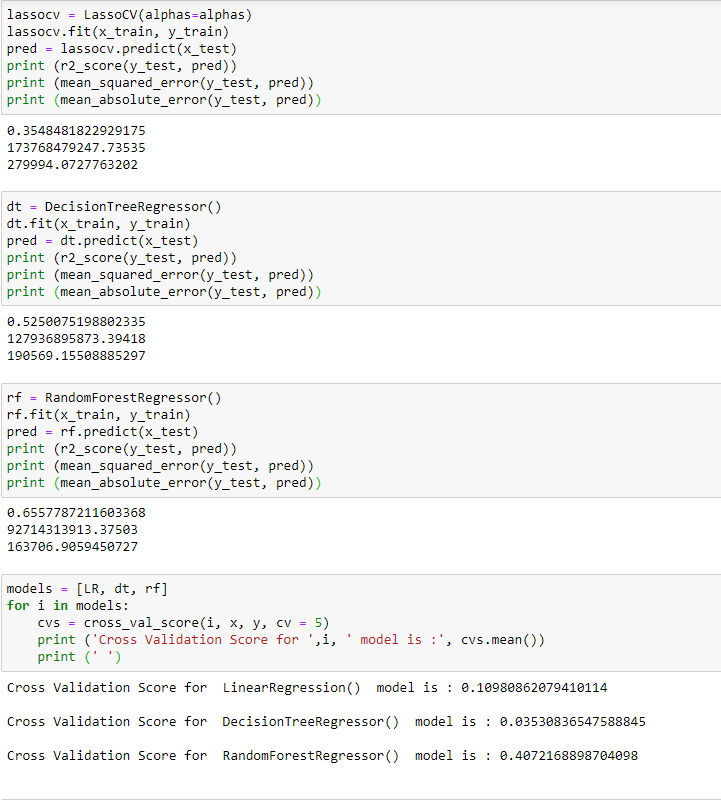 lassocv = LassoCV(alphas=alphas)
lassocv.fit(x_train, y_train)
pred = lassocv.predict(x_test)
print (r2_score(y_test, pred))
print (mean_squared_error(y_test, pred))
print (mean_absolute_error(y_test, pred))
0.3548481822929175
173768479247.73535
279994.0727763202
dt = DecisionTreeRegressor()
dt.fit(x_train, y_train)
pred = dt.predict(x_test)
print (r2_score(y_test, pred))
print (mean_squared_error(y_test, pred))
print (mean_absolute_error(y_test, pred))
0.5250075198802335
127936895873.39418
190569.15508885297
rf = RandomForestRegressor()
rf.fit(x_train, y_train)
pred = rf.predict(x_test)
print (r2_score(y_test, pred))
print (mean_squared_error(y_test, pred))
print (mean_absolute_error(y_test, pred))
0.6557787211603368
92714313913.37503
163706.9059450727
models = [LR, dt, rf]
for i in models:
    cvs = cross_val_score(i, x, y, cv = 5)
    print ('Cross Validation Score for ',i, ' model is :', cvs.mean())
    print (' ')
Cross Validation Score for  LinearRegression()  model is : 0.10980862079410114
Cross Validation Score for  DecisionTreeRegressor()  model is : 0.03530836547588845
Cross Validation Score for  RandomForestRegressor()  model is : 0.4072168898704098